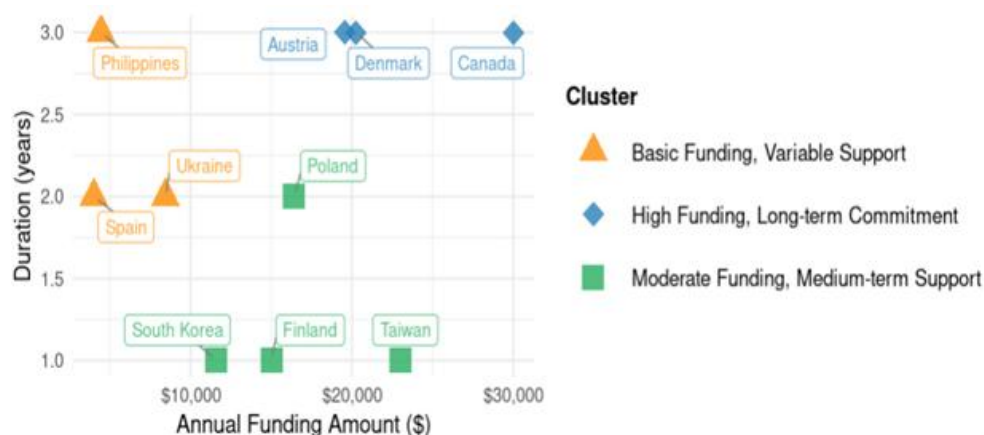 3.0
Austria
Philippines
Denmark
Canada
2.5
Ukraine
Poland
2.0
Spain
1.5
South Korea
Finland
Taiwan
1.0
$10,000
$20,000
$30,000
Annual Funding Amount ($)
Duration (years)
Cluster
Basic Funding, Variable Support
High Funding, Long-term Commitment
Moderate Funding, Medium-term Support